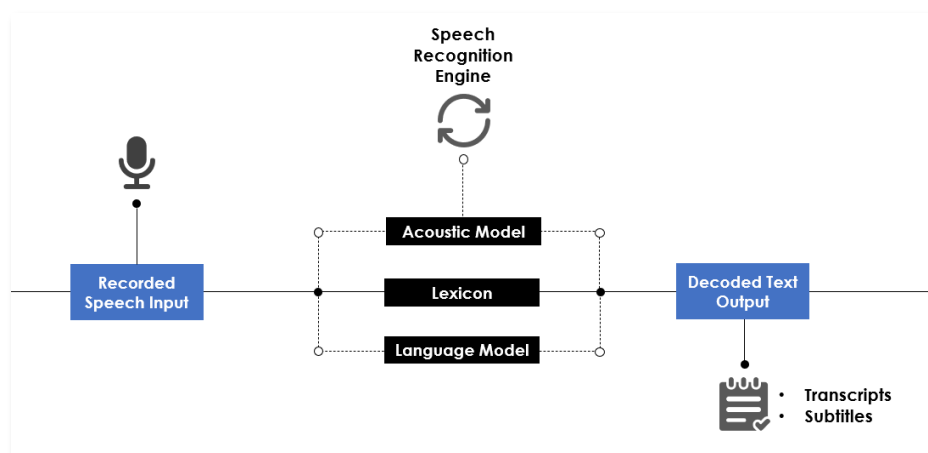 Speech
Recognition
Engine
Acoustic Model
Recorded
Speech Input
Lexicon
Decoded Text
Output
Language Model
• Transcripts
• Subtitles